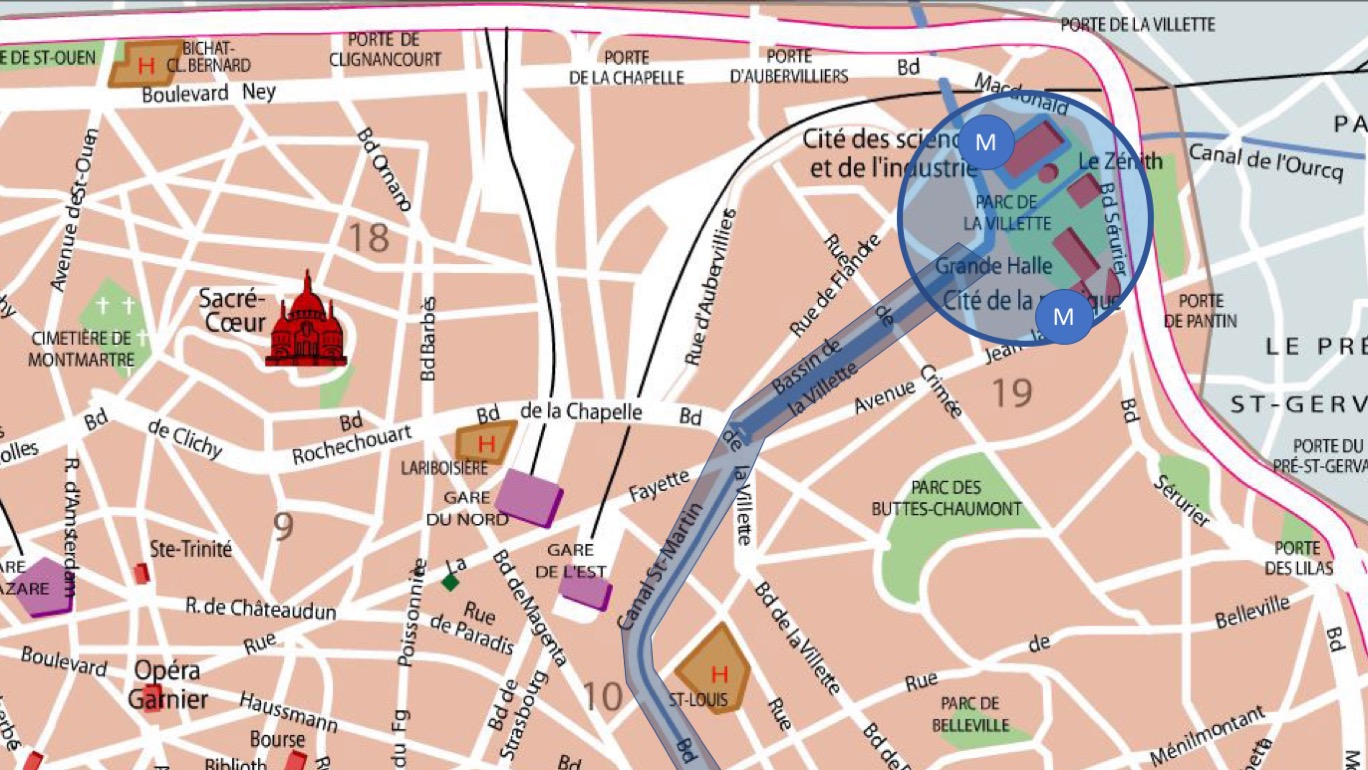 PORTE DE LA VILLETTE
E DE ST-OUEN
BICHAT-
CL.BERNARD
H
PORTE DE
CLIGNANCOURT
PORTE
DE LA CHAPELLE
PORTE
D'AUBERVILLIERS
Bd
Macdonald
Boulevard Ney
PA
Cité des scienc
et de l'industrie
M
Le Zénith
Canal de l'Ourcq
Avenue de St-Ouen
Bd Ornano
18
PARC DE
LA VILLETTE
Bd Sérurier
Rue d'Aubervilliers
Rue de Flandre
Rue
de
Crimée
Grande Halle
Cité de la
M
Sacré-
Cœur
CIMETIÈRE DE
MONTMARTRE
Bd Barbès
PORTE
DE PANTIN
LE PRÉ
ST-GERV
Bassin de
la Villette
Avenue
Jean
19
Bd
de Clichy
Bd
Rochechouart
Bd
de la Chapelle
Bd
de
la Villette
olles
H
LARIBOISIÈRE
GARE
DU NORD
Fayette
Bd
PORTE DU
PRÉ-ST-GERVA
PARC DES
BUTTES-CHAUMONT
Sérurier
R. d'Amsterdam
9
Ste-Trinité
GARE
DE L'EST
Canal St-Martin
PORTE
DES LILAS
ARE
AZARE
La
R. de Châteaudun
Rue
de Paradis
Bd de Magenta
Poissonniè
Bd de la Villette
Belleville
de
Rue
Bd
Boulevard
Rue
Opéra
Garnier
Haussmann
Bourse
Biblioth
du Fg
Bd de
Strasbourg
10
H
ST-LOUIS
Rue
Bd
Bd
Bd de
PARC DE
BELLEVILLE
Ménilmontant